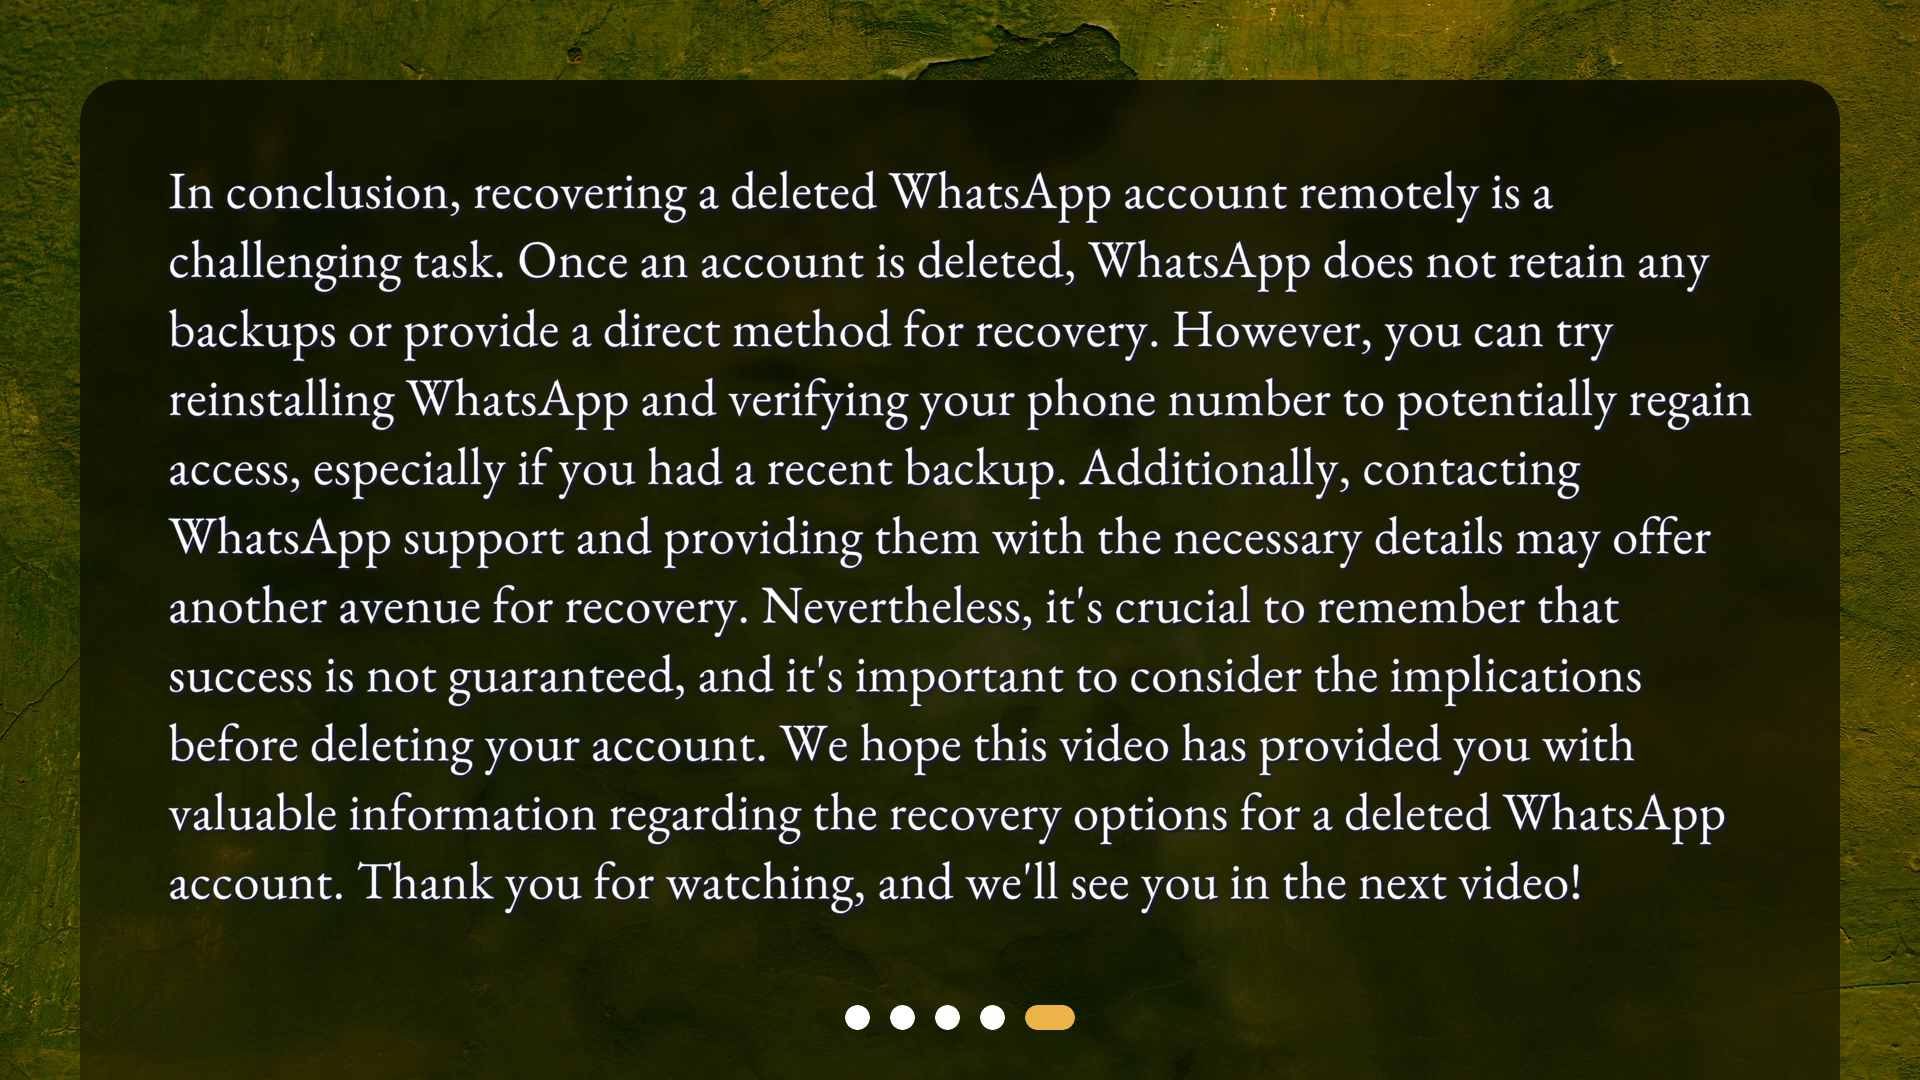 In conclusion, recovering a deleted WhatsApp account remotely is a
challenging task. Once an account is deleted, WhatsApp does not retain any
backups or provide a direct method for recovery. However, you can try
reinstalling WhatsApp and verifying your phone number to potentially regain
access, especially if you had a recent backup. Additionally, contacting
WhatsApp support and providing them with the necessary details may offer
another avenue for recovery. Nevertheless, it's crucial to remember that
success is not guaranteed, and it's important to consider the implications
before deleting your account. We hope this video has provided you with
valuable information regarding the recovery options for a deleted WhatsApp
account. Thank you for watching, and we'll see you in the next video!